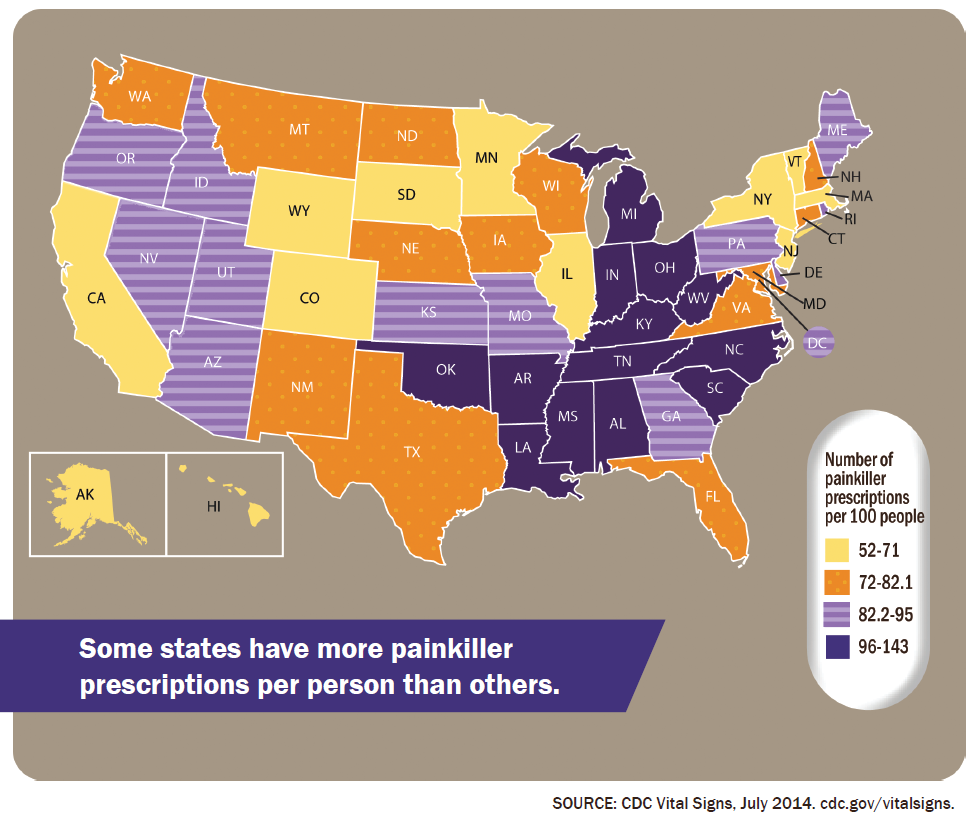 WA
MT
ND
MN
ME
OR
ID
WY
SD
WI
MI
VT
NH
NY
MA
RI
CT
NV
UT
CO
NE
IA
IL
IN
OH
PA
NJ
DE
MD
DC
CA
AZ
NM
KS
MO
KY
WV
VA
OK
AR
TN
NC
SC
TX
LA
MS
AL
GA
FL
AK
HI
Number of
painkiller
prescriptions
per 100 people
52-71
72-82.1
82.2-95
96-143
Some states have more painkiller
prescriptions per person than others.
SOURCE: CDC Vital Signs, July 2014. cdc.gov/vitalsigns.